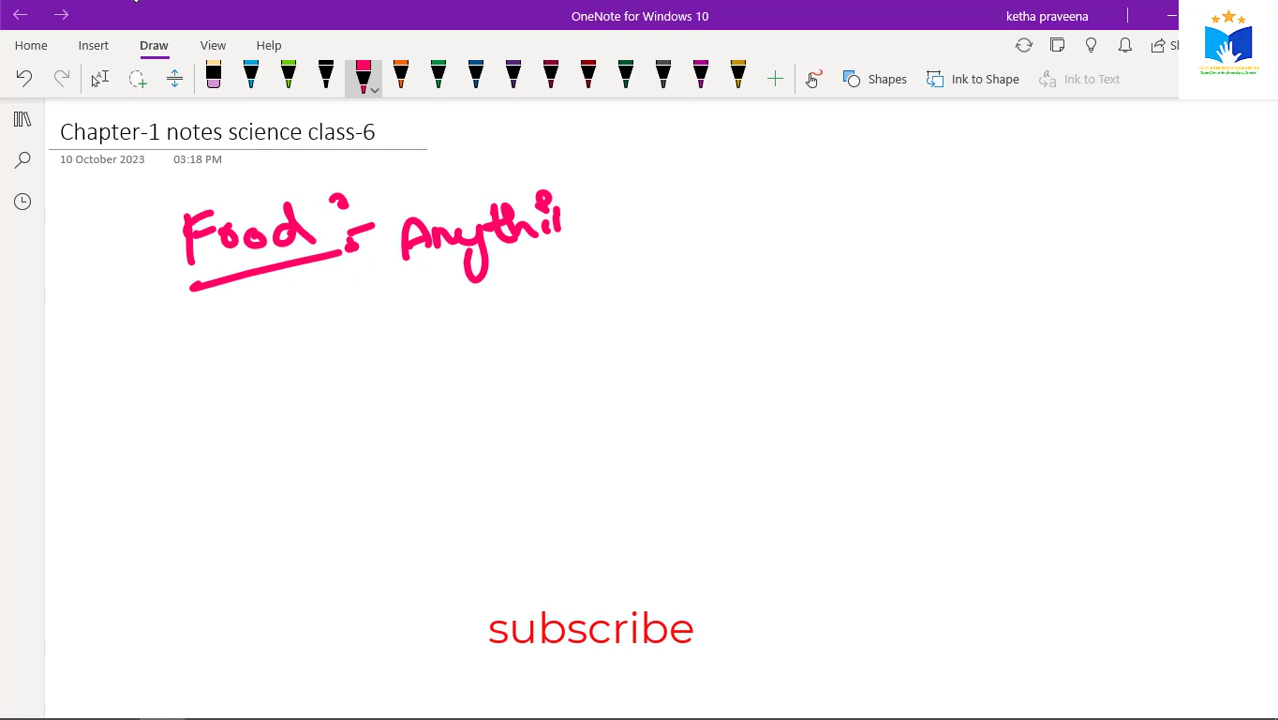 OneNote for Windows 10
ketha praveena
Home Insert Draw View Help
Shapes
Ink to Shape
Ink to Text
Chapter-1 notes science class-6
10 October 2023 03:18 PM
Food :- Anythi
subscribe